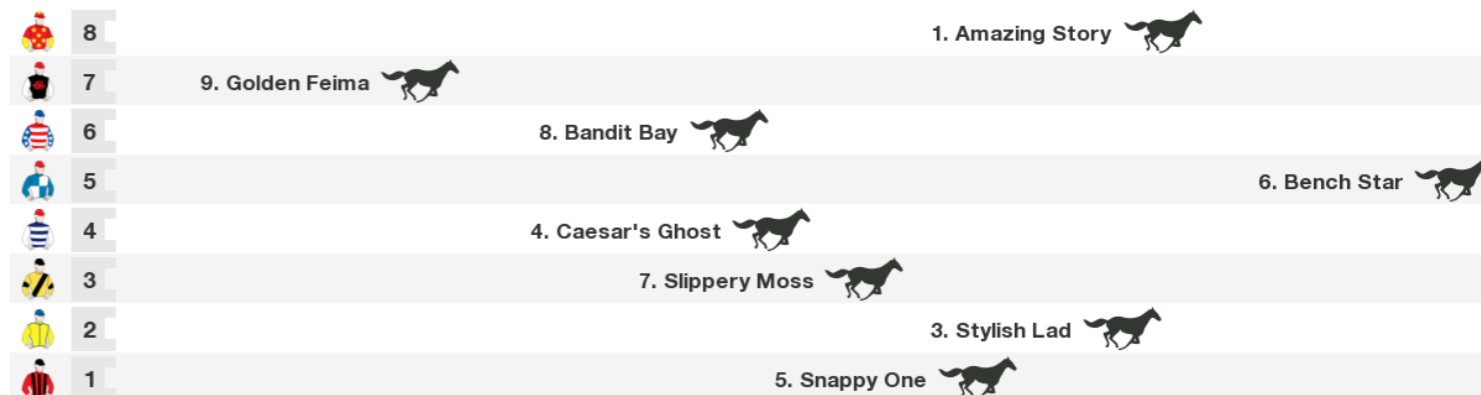 8 1. Amazing Story
7 9. Golden Feima
6 8. Bandit Bay
5 6. Bench Star
4 4. Caesar's Ghost
3 7. Slippery Moss
2 3. Stylish Lad
1 5. Snappy One